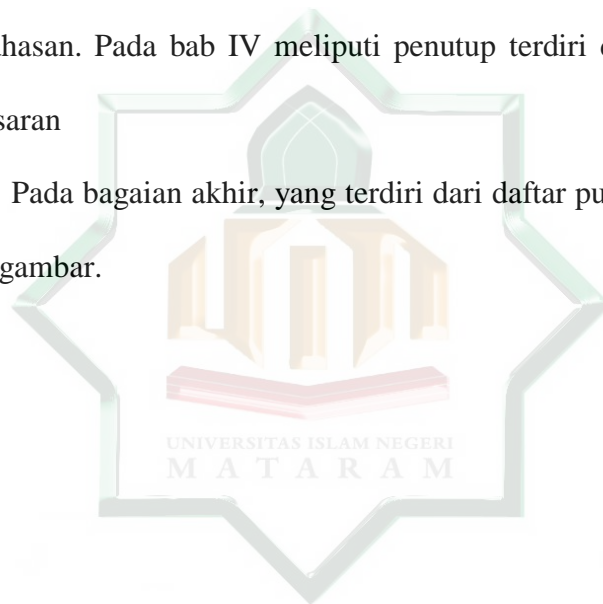 hasan. Pada bab IV meliputi penutup terdiri
saran
Pada bagaian akhir, yang terdiri dari daftar
gambar.
UNIVERSITAS ISLAM NEGERI
MATARAM